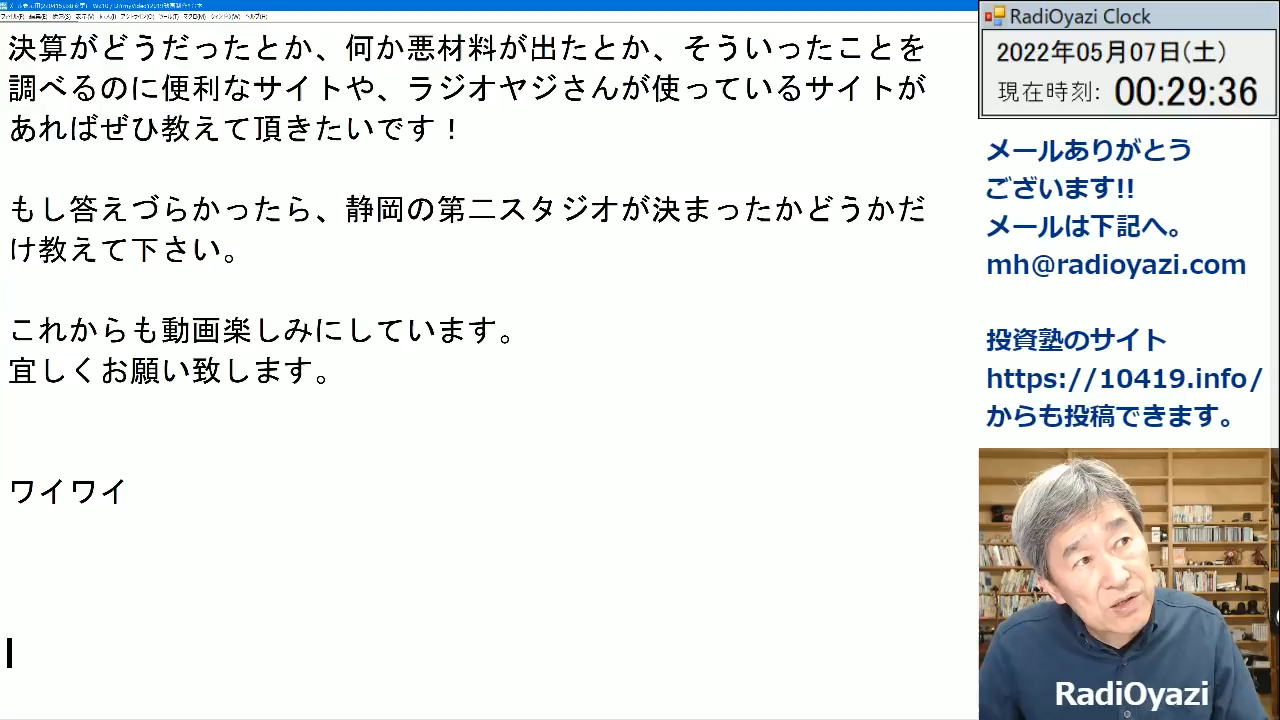 決算がどうだったとか、何か悪材料が出たとか、そういったことを
調べるのに便利なサイトや、ラジオヤジさんが使っているサイトが
あればぜひ教えて頂きたいです！
もし答えづらかったら、静岡の第二スタジオが決まったかどうかだ
け教えて下さい。
これからも動画楽しみにしています。
宜しくお願い致します。
ワイワイ
RadiOyazi Clock
2022年05月07日(土)
現在時刻: 00:29:36
メールありがとう
ございます!!
メールは下記へ。
mh@radioyazi.com
投資塾のサイト
https://10419.info/
からも投稿できます。
RadiOyazi